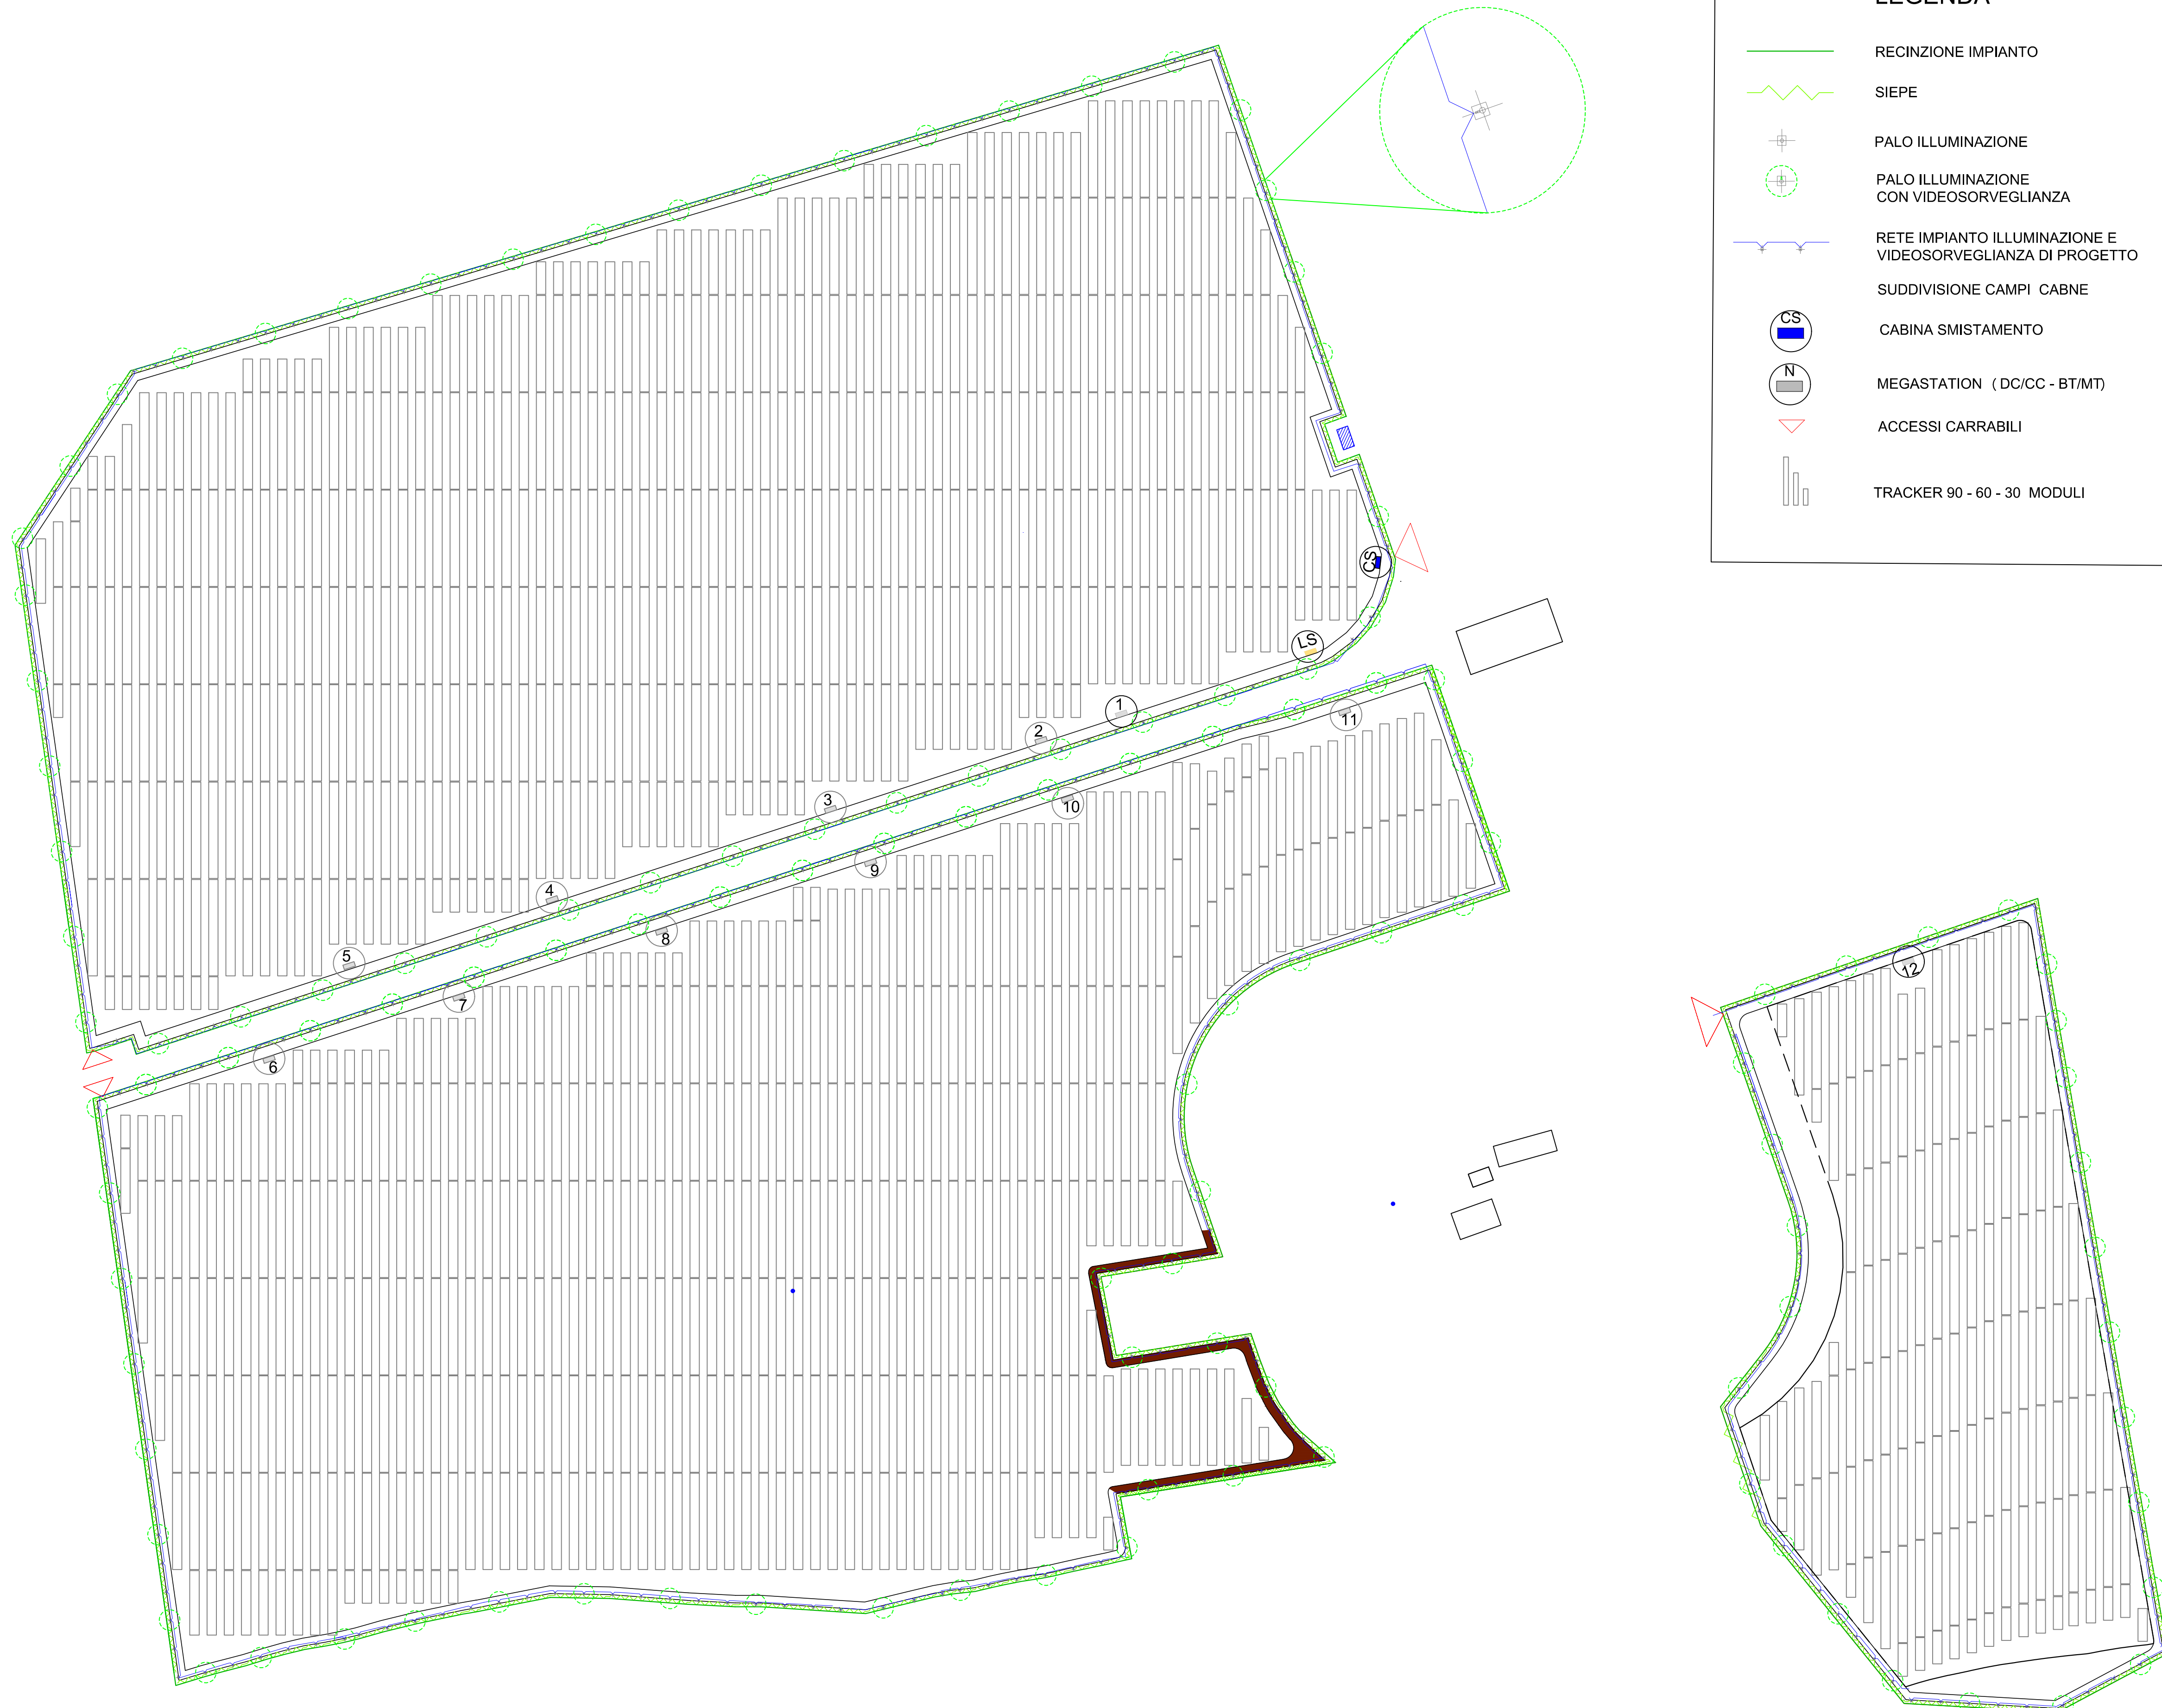 LEGENDA
RECINZIONE IMPIANTO
SIEPE
PALO ILLUMINAZIONE
PALO ILLUMINAZIONE
CON VIDEOSORVEGLIANZA
RETE IMPIANTO ILLUMINAZIONE E
VIDEOSORVEGLIANZA DI PROGETTO
SUDDIVISIONE CAMPI CABNE
CS
CABINA SMISTAMENTO
N
MEGASTATION ( DC/CC - BT/MT)
ACCESSI CARRABILI
TRACKER 90 - 60 - 30 MODULI
CS
LS
1
2
3
4
5
6
7
8
9
10
11
12